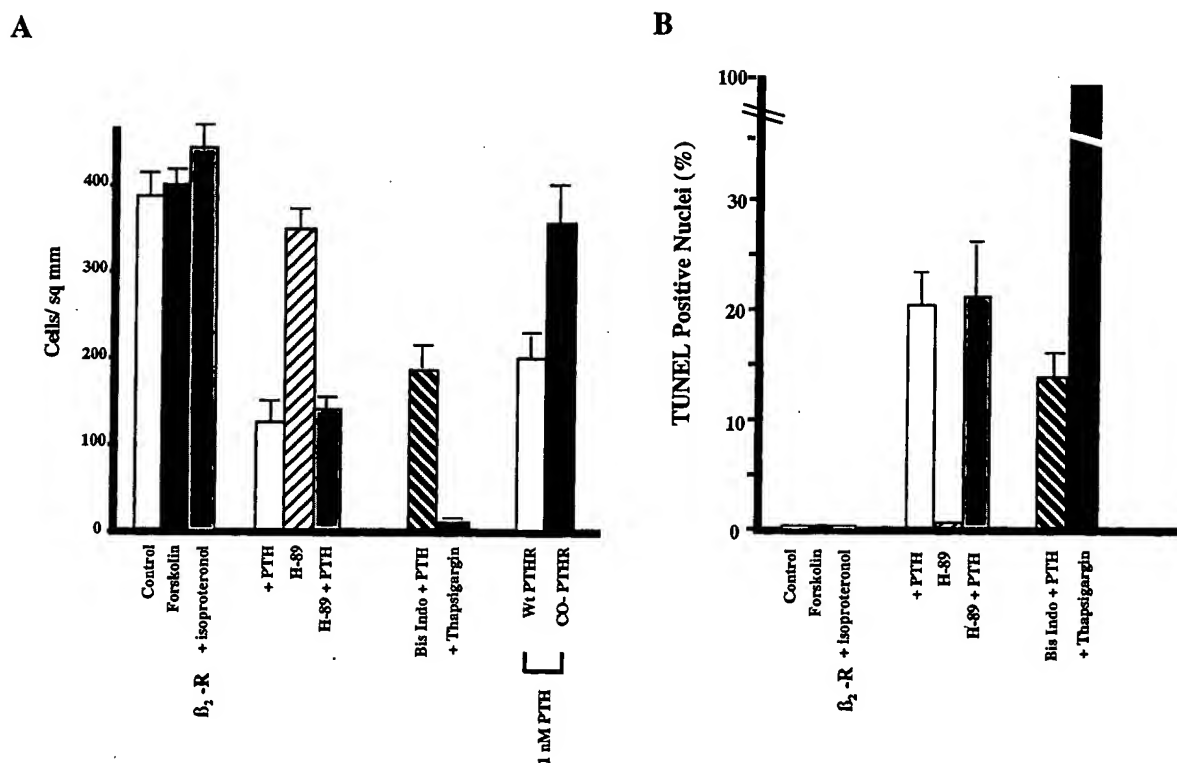 A
Cells/ sq mm
400
300
200
100
0
Control
Forskolin
ß₂ -R + isoproteronol
+ PTH
H-89
H-89 + PTH
Bis Indo + PTH
+ Thapsigargin
Wt PTHR
CO- PTHR
1 nM PTH
B
TUNEL Positive Nuclei (%)
100
30
20
10
0
Control
Forskolin
ß₂ -R + isoproteronol
+ PTH
H-89
H-89 + PTH
Bis Indo + PTH
+ Thapsigargin